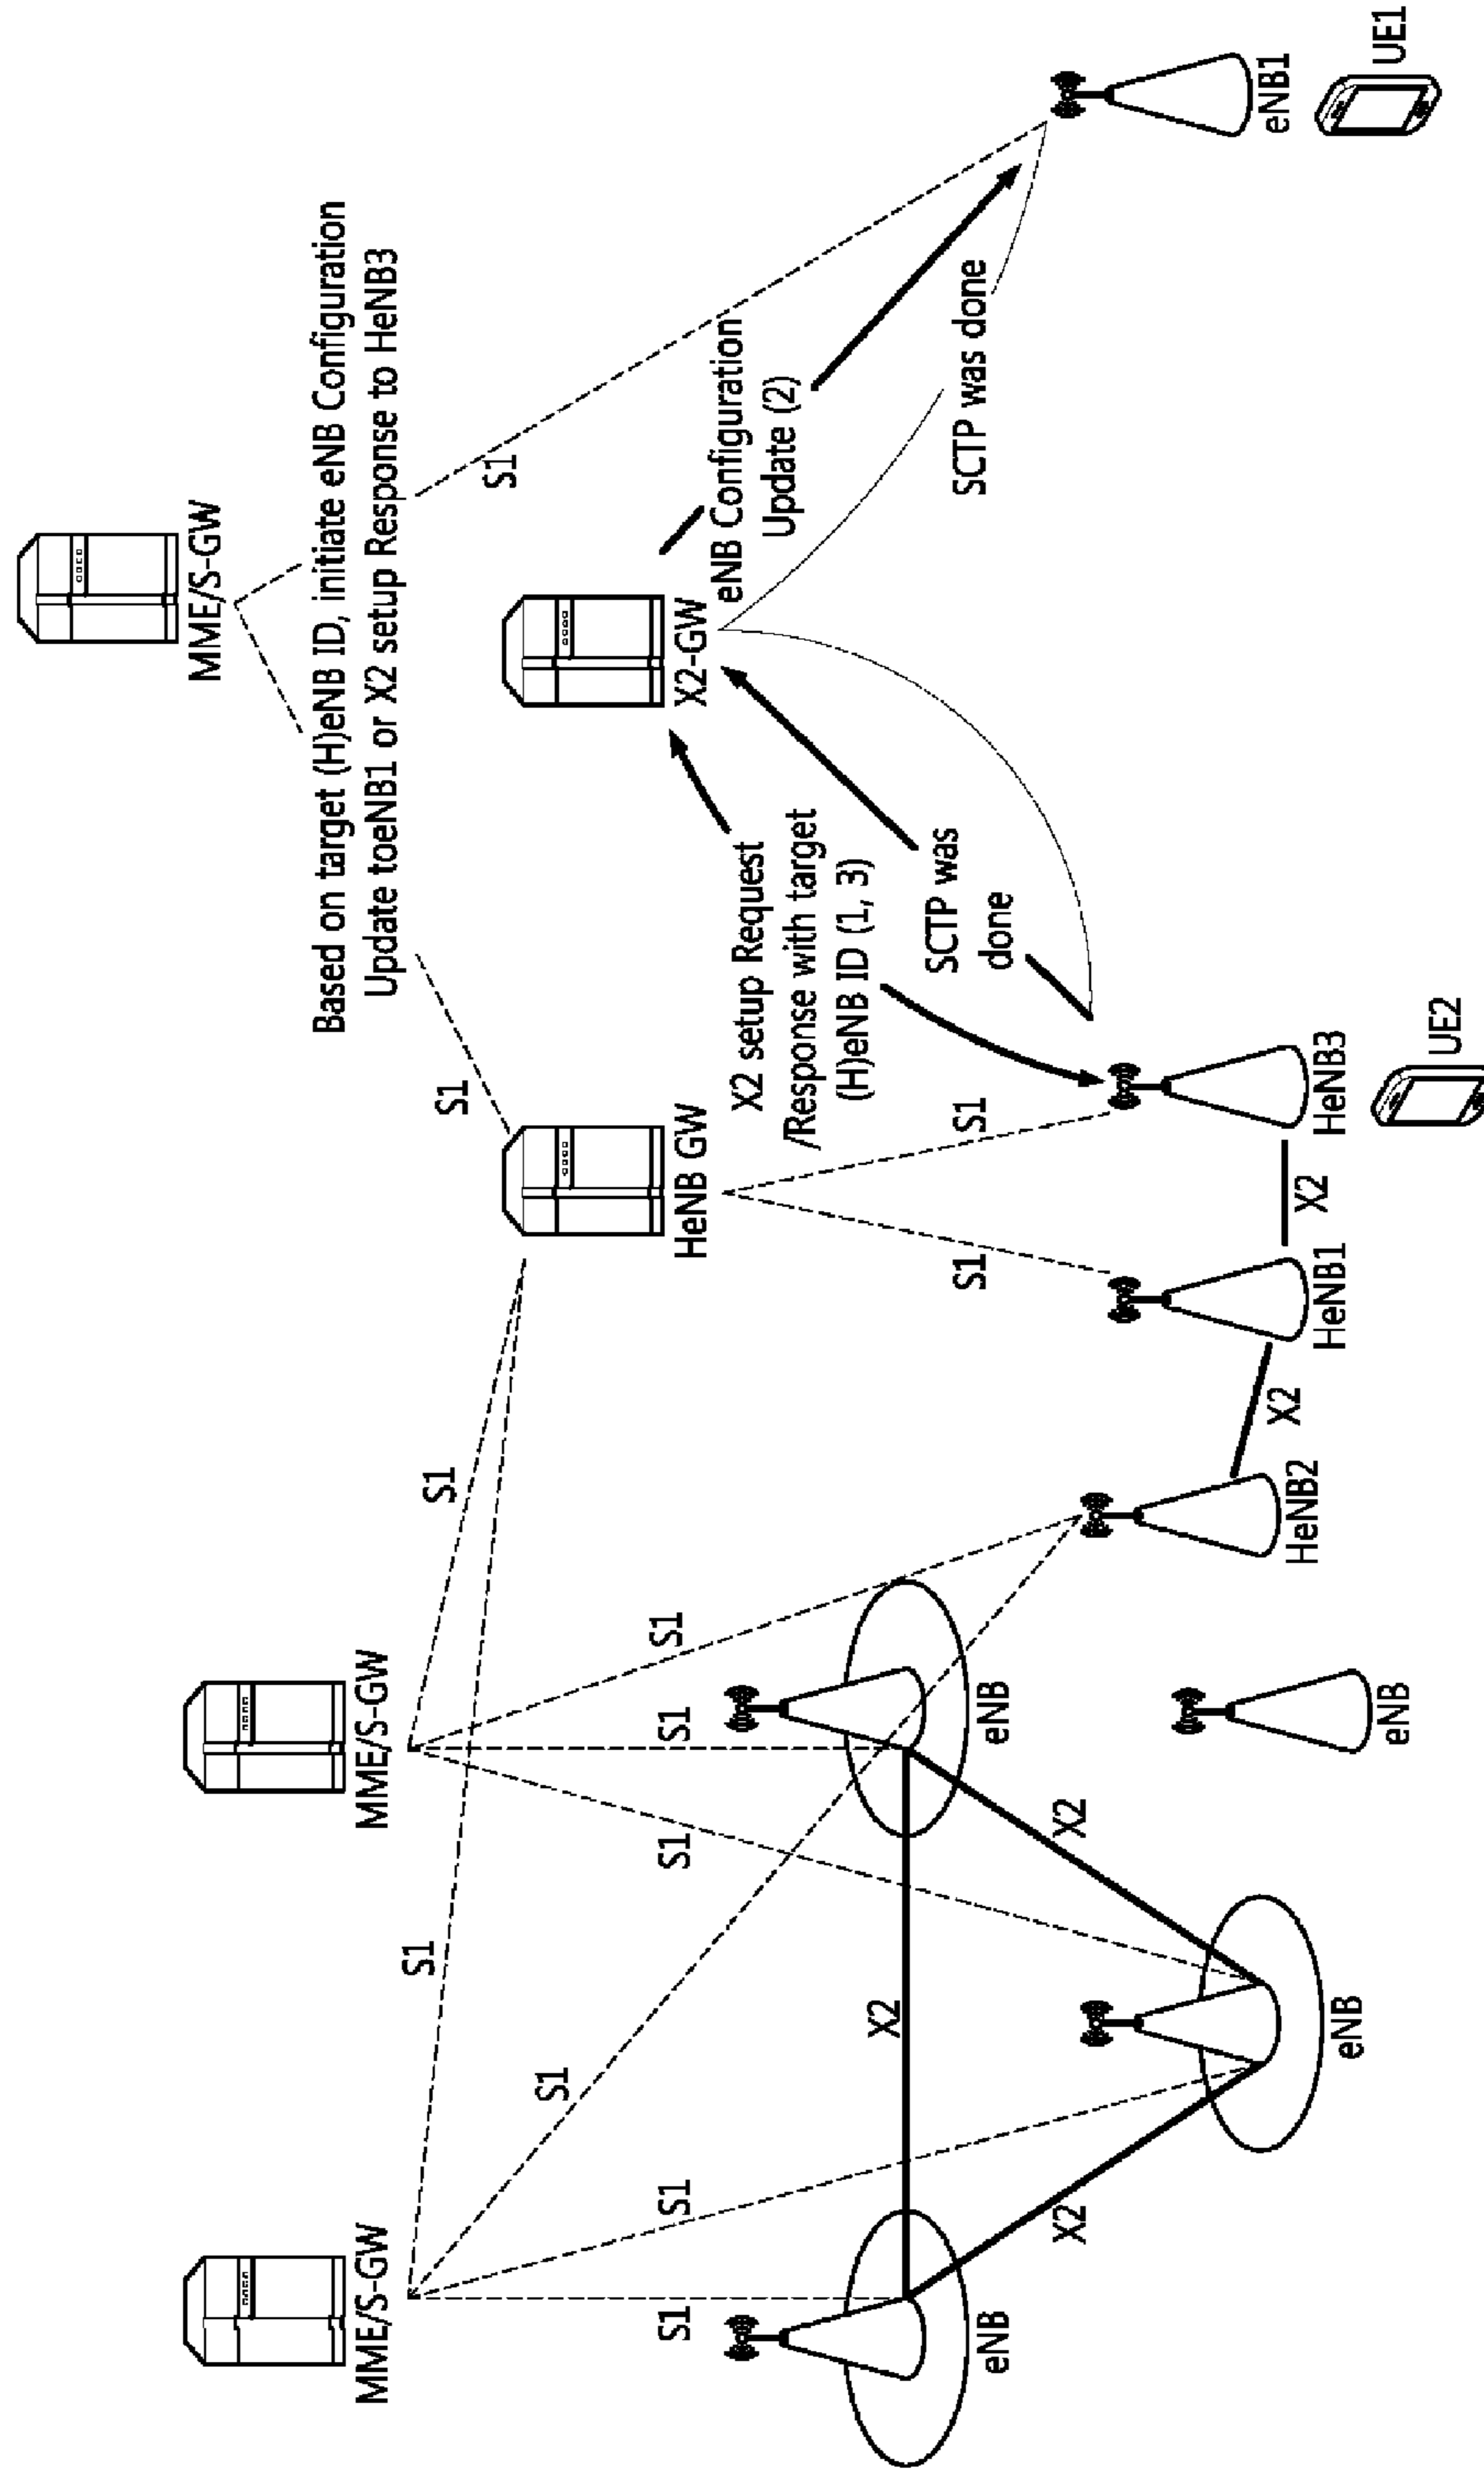 MME/S-GW
Based on target (H)eNB ID, initiate eNB Configuration
Update toeNB1 or X2 setup Response to HeNB3
MME/S-GW
MME/S-GW
S1
S1
S1
S1
HeNB GW
X2-GW
eNB Configuration
Update (2)
X2 setup Request
/Response with target
(H)eNB ID (1, 3)
SCTP was
done
SCTP was done
S1
S1
S1
S1
S1
S1
S1
S1
eNB
X2
eNB
X2
X2
eNB
eNB
HeNB2
X2
HeNB1
X2
HeNB3
eNB1
UE2
UE1